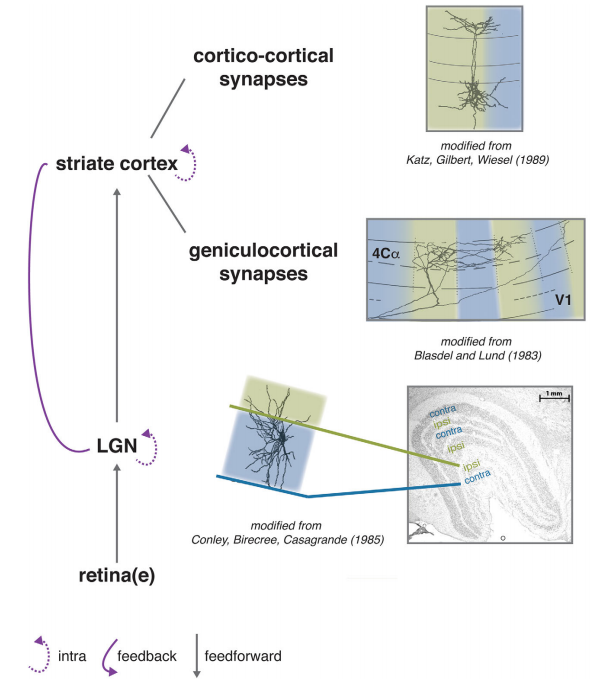 cortico-cortical
synapses
modified from
Katz, Gilbert, Wiesel (1989)
striate cortex
geniculocortical
synapses
4Cα
V1
modified from
Blasdel and Lund (1983)
1 mm
contra
ipsi
contra
ipsi
ipsi
contra
LGN
modified from
Conley, Birecree, Casagrande (1985)
retina(e)
intra
feedback
feedforward